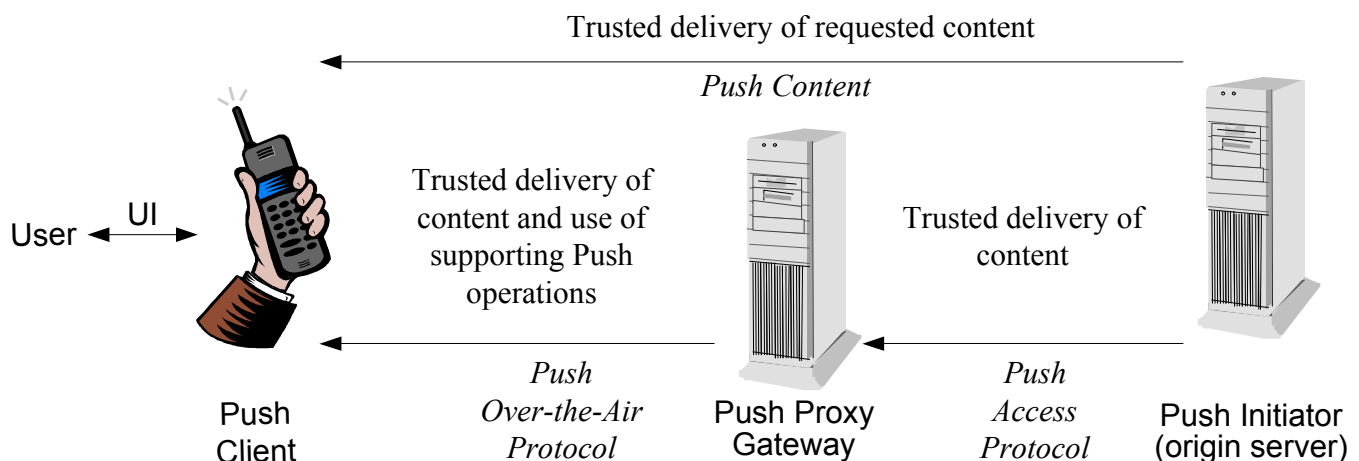 Trusted delivery of requested content
Push Content
Trusted delivery of
content and use of
supporting Push
operations
Trusted delivery of
content
User
UI
Push
Over-the-Air
Protocol
Push
Access
Protocol
Push
Client
Push Proxy
Gateway
Push Initiator
(origin server)